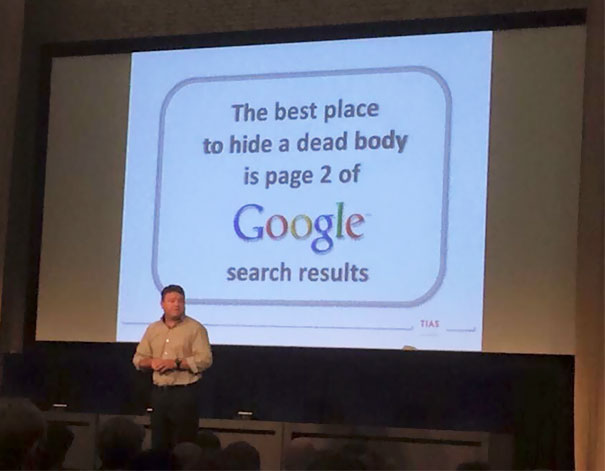 The best place
to hide a dead body
is page 2 of
Google
search results
TIAS